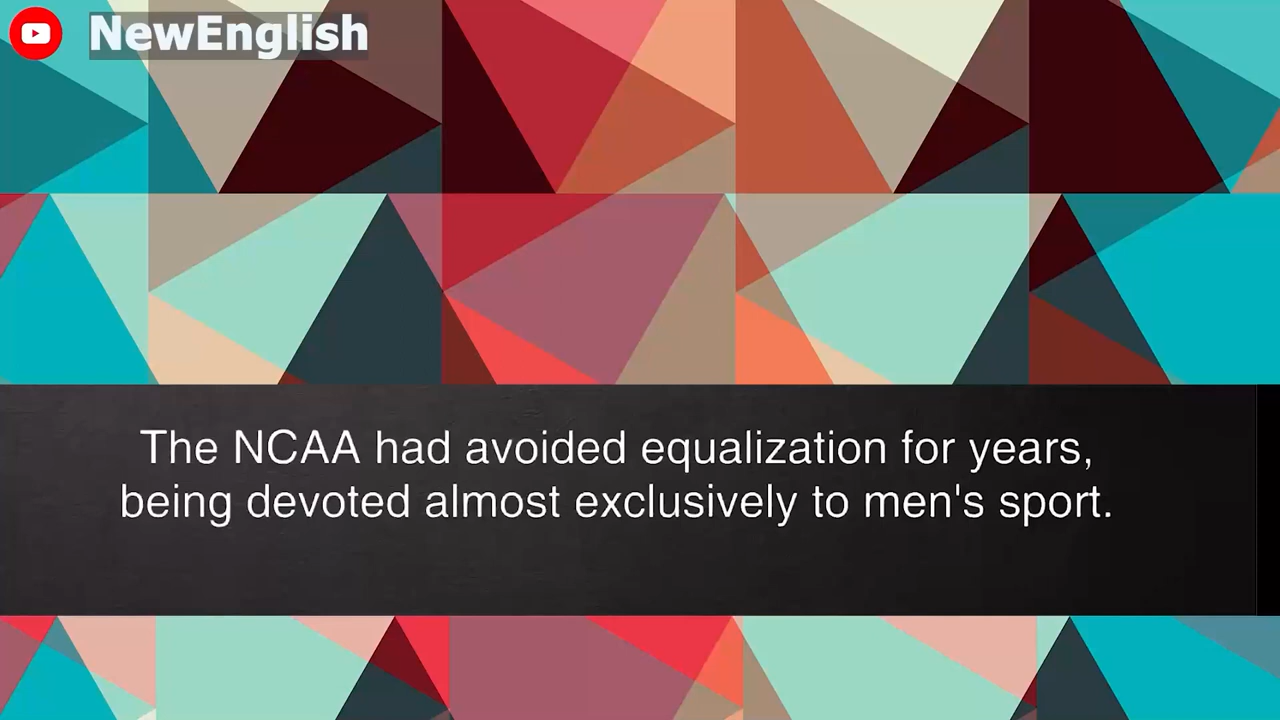 NewEnglish
The NCAA had avoided equalization for years,
being devoted almost exclusively to men's sport.